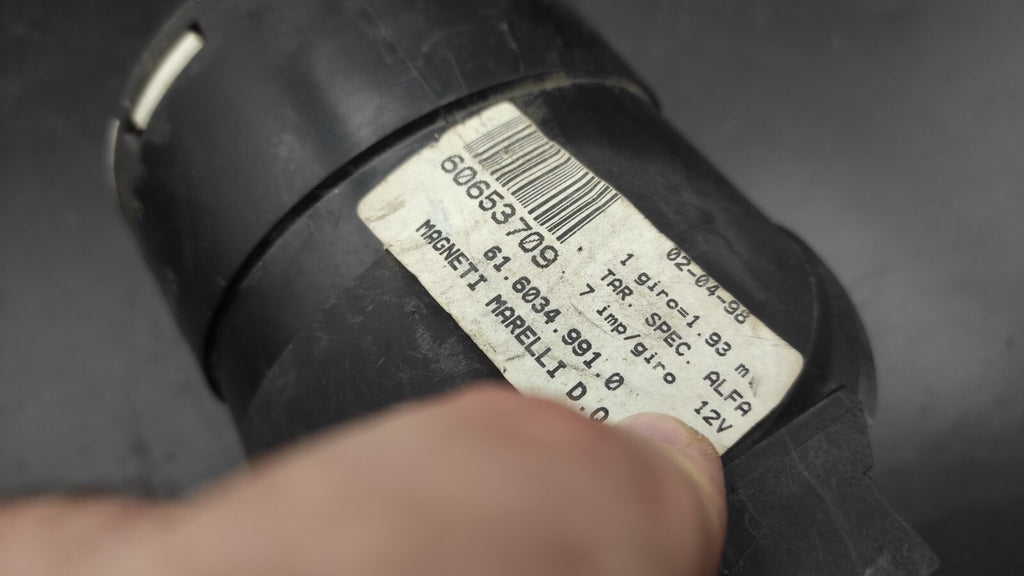 60653709
61.6034.991.0
MAGNETI MARELLI D.O
02-04-98
1 giro=1.93 m.
TAR SPEC. ALFA
7 imp/giro 12V